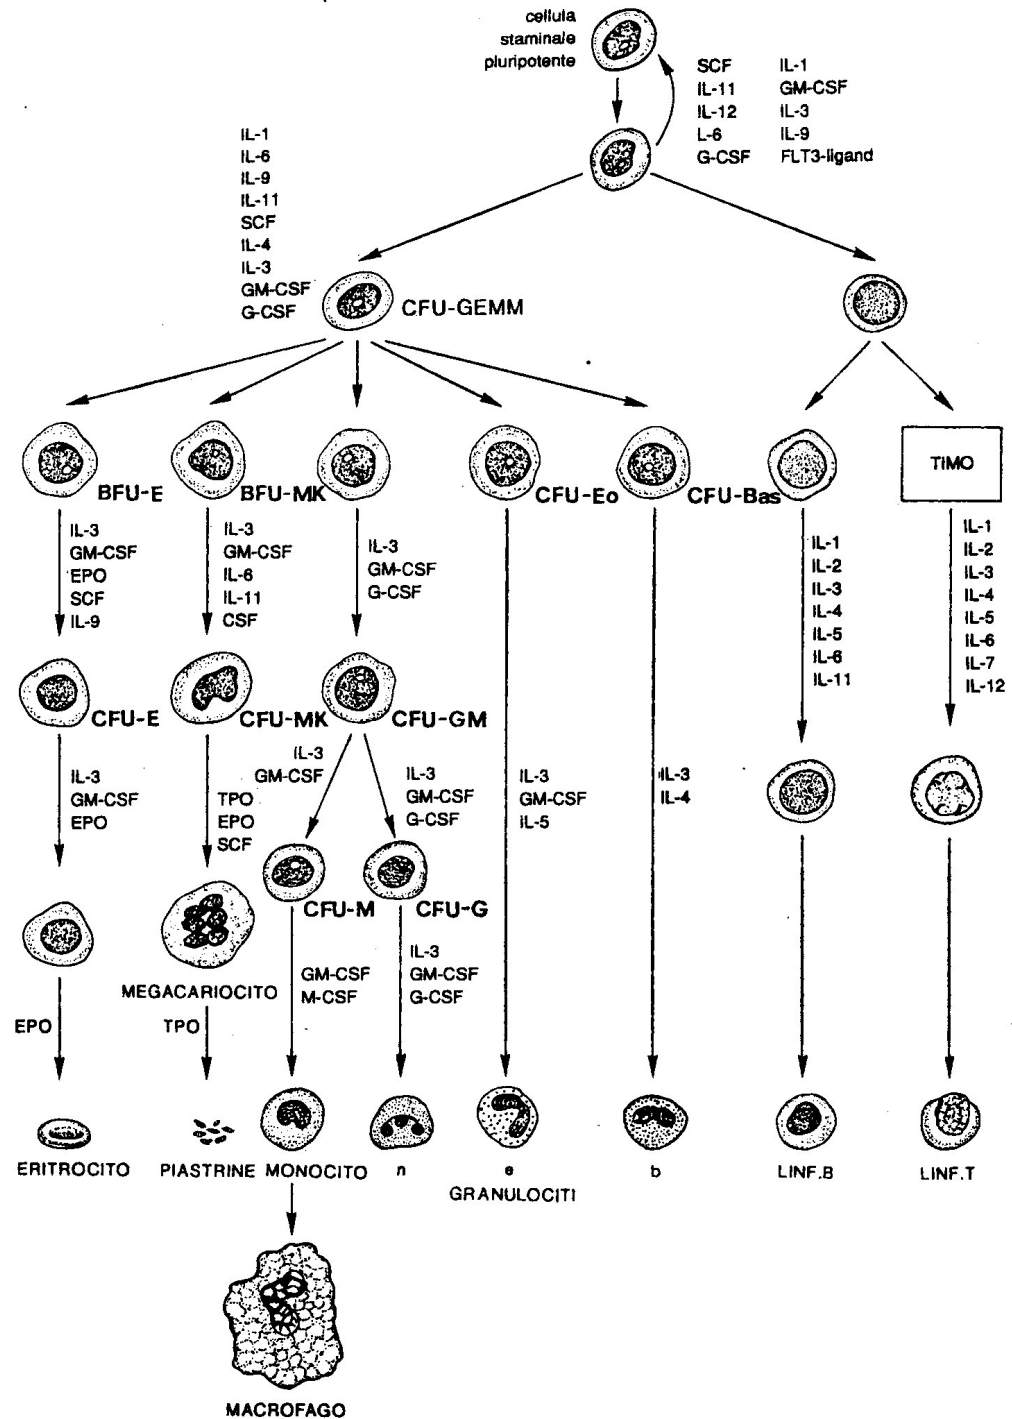 cellula
staminale
pluripotente
SCF IL-1
IL-11 GM-CSF
IL-12 IL-3
L-6 IL-9
G-CSF FLT3-ligand
IL-1
IL-6
IL-9
IL-11
SCF
IL-4
IL-3
GM-CSF
G-CSF
CFU-GEMM
BFU-E
BFU-MK
CFU-Eo
CFU-Bas
TIMO
IL-3
GM-CSF
EPO
SCF
IL-9
IL-3
GM-CSF
IL-6
IL-11
CSF
IL-3
GM-CSF
G-CSF
IL-1
IL-2
IL-3
IL-4
IL-5
IL-6
IL-11
IL-1
IL-2
IL-3
IL-4
IL-5
IL-6
IL-7
IL-12
CFU-E
CFU-MK
CFU-GM
IL-3
GM-CSF
EPO
TPO
EPO
SCF
IL-3
GM-CSF
IL-3
GM-CSF
G-CSF
IL-3
GM-CSF
IL-5
IL-3
IL-4
CFU-M
CFU-G
MEGACARIOCITO
GM-CSF
M-CSF
IL-3
GM-CSF
G-CSF
EPO
TPO
ERITROCITO
PIASTRINE
MONOCITO
n
e
b
GRANULOCITI
LINF.B
LINF.T
MACROFAGO